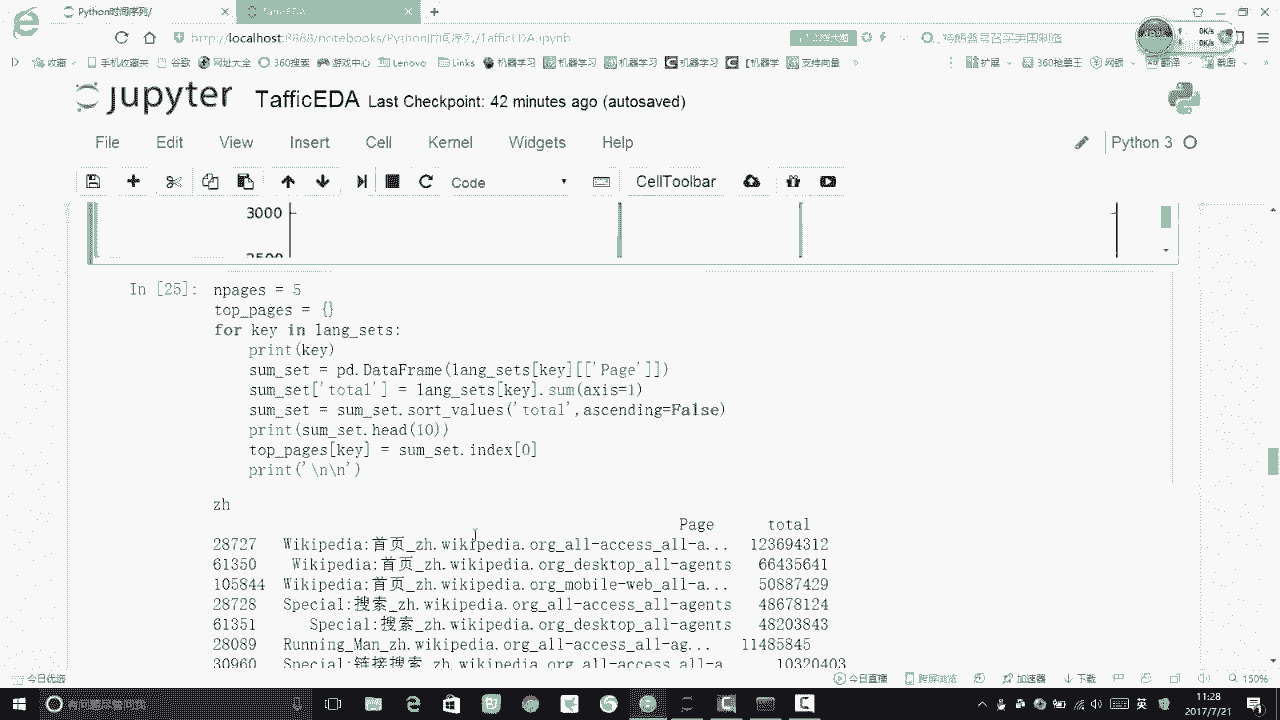 Python时间序列/
TafficEDA
http://localhost:8888/notebooks/Python时间序列/TafficEDA.ipynb
收藏 手机收藏夹 谷歌 网址大全 360搜索 游戏中心 Lenovo Links 机器学习 机器学习 机器学习 机器学习 【机器学 支持向量 扩展 360抢票王 网银 翻译 截图
jupyter TafficEDA Last Checkpoint: 42 minutes ago (autosaved)
File Edit View Insert Cell Kernel Widgets Help Python 3
Code CellToolbar
3000
2500
In [25]: npages = 5
top_pages = {}
for key in lang_sets:
print(key)
sum_set = pd.DataFrame(lang_sets[key][['Page']])
sum_set['total'] = lang_sets[key].sum(axis=1)
sum_set = sum_set.sort_values('total',ascending=False)
print(sum_set.head(10))
top_pages[key] = sum_set.index[0]
print('\n\n')
zh
Page total
28727 Wikipedia:首页_zh.wikipedia.org_all-access_all-a... 123694312
61350 Wikipedia:首页_zh.wikipedia.org_desktop_all-agents 66435641
105844 Wikipedia:首页_zh.wikipedia.org_mobile-web_all-a... 50887429
28728 Special:搜索_zh.wikipedia.org_all-access_all-agents 48678124
61351 Special:搜索_zh.wikipedia.org_desktop_all-agents 48203843
28089 Running_Man_zh.wikipedia.org_all-access_all-ag... 11485845
30960 Special:链接搜索_zh.wikipedia.org_all-access_all-a... 10320403
今日优选 今日直播 跨屏浏览 加速器 下载 150%
英 11:28
2017/7/21